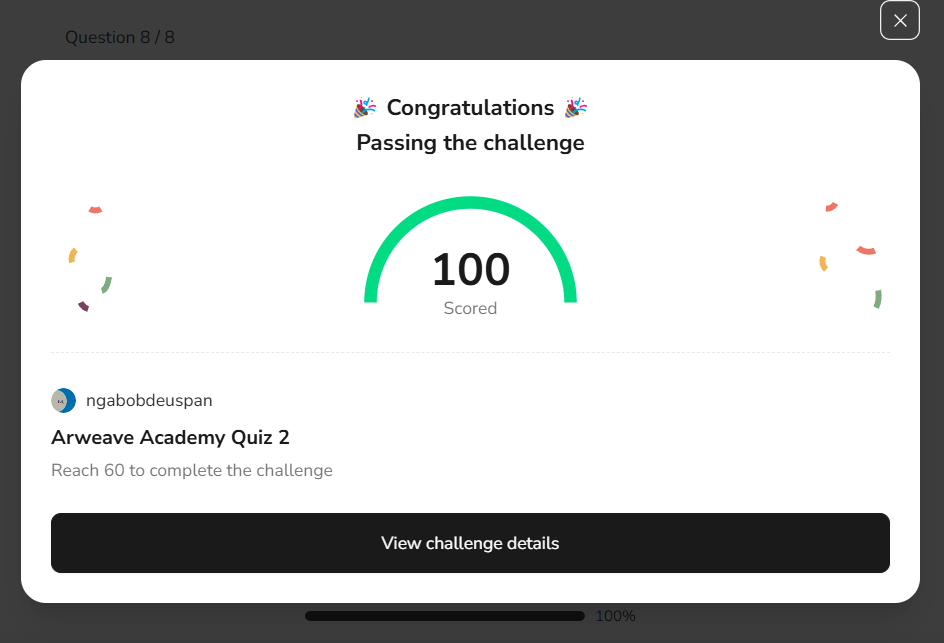 Question 8 / 8
Congratulations
Passing the challenge
100
Scored
ngabobdeuspan
Arweave Academy Quiz 2
Reach 60 to complete the challenge
View challenge details
100%